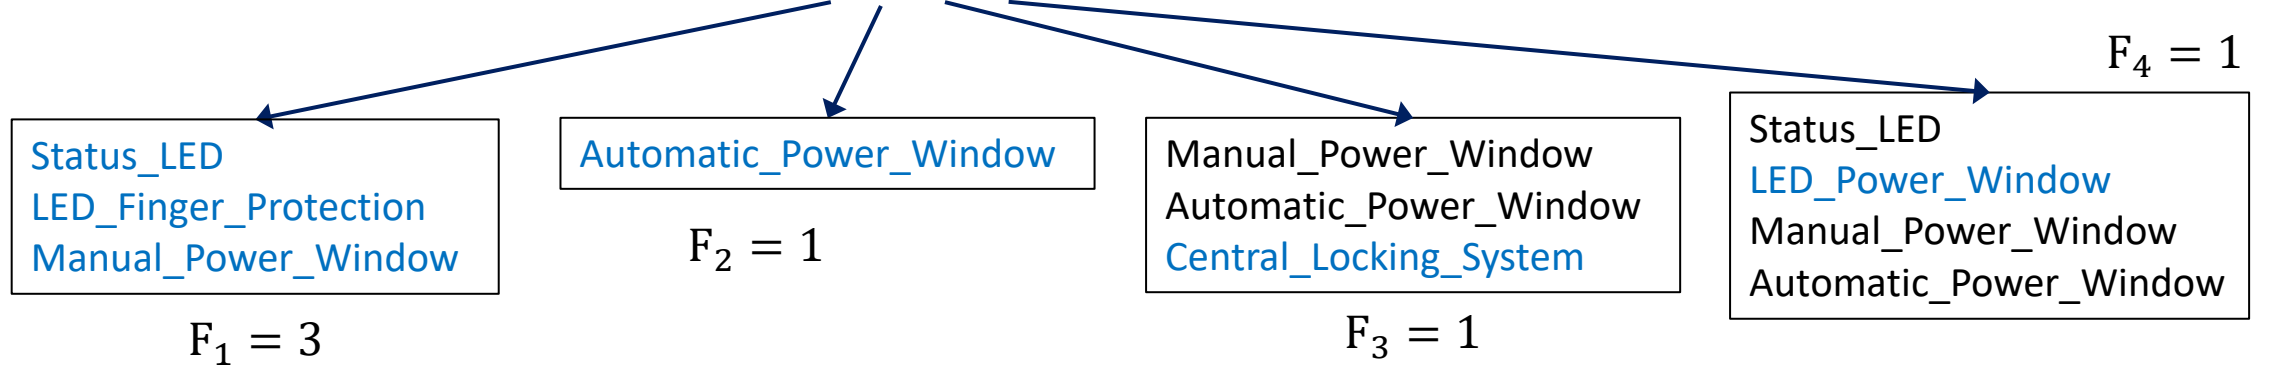 Status_LED
LED_Finger_Protection
Manual_Power_Window
F₁ = 3
Automatic_Power_Window
F₂ = 1
Manual_Power_Window
Automatic_Power_Window
Central_Locking_System
F₃ = 1
F₄ = 1
Status_LED
LED_Power_Window
Manual_Power_Window
Automatic_Power_Window